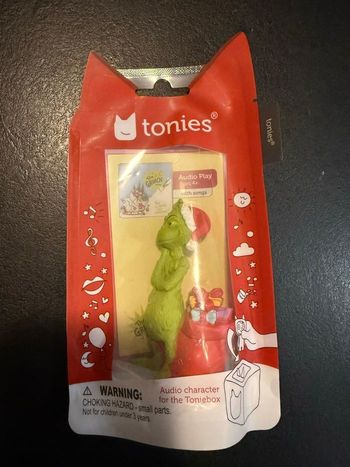 tonies®
tonies®
GRINCH
Audio Play
with songs
⚠ WARNING:
CHOKING HAZARD - small parts.
Not for children under 3 years.
Audio character
for the Toniebox